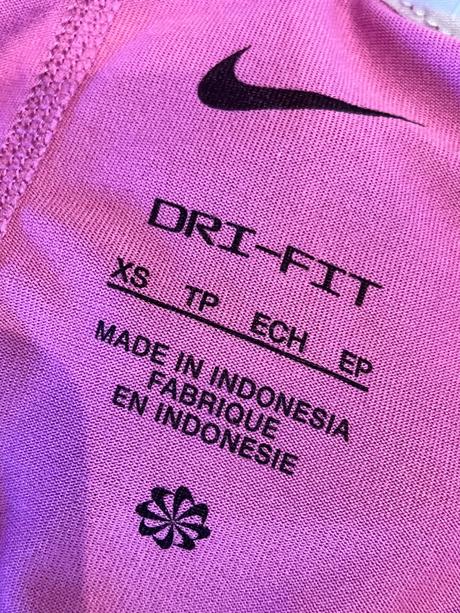 DRI-FIT
XS TP ECH EP
MADE IN INDONESIA
FABRIQUE
EN INDONESIE